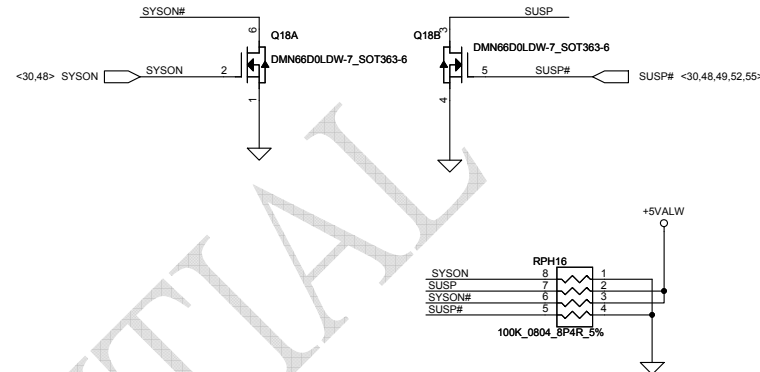 SYSON# SUSP
6 Q18A Q18B 3
DMN66D0LDW-7_SOT363-6 DMN66D0LDW-7_SOT363-6
<30,48> SYSON SYSON 2 5 SUSP# SUSP# <30,48,49,52,55>
1 4
+5VALW
RPH16
SYSON 8 1
SUSP 7 2
SYSON# 6 3
SUSP# 5 4
100K_0804_8P4R_5%
TIAL